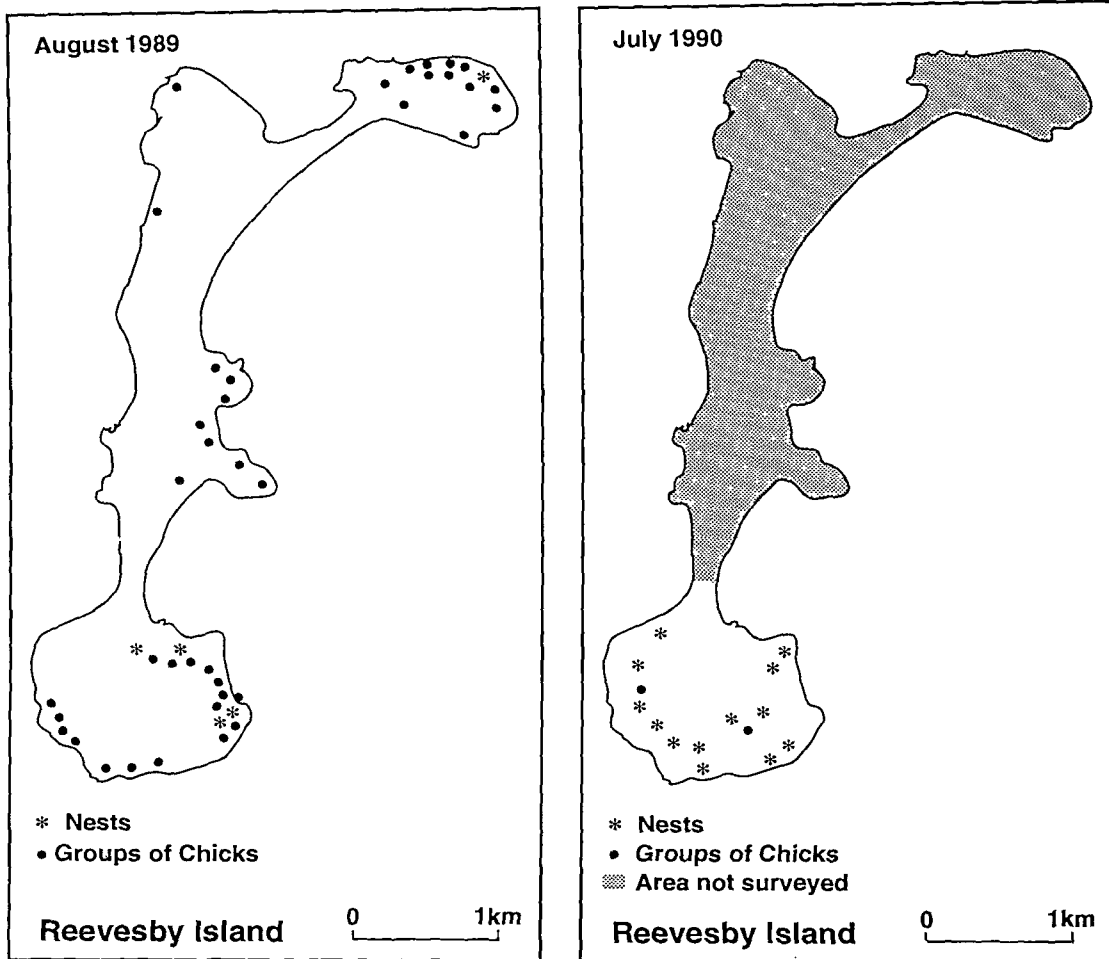 August 1989
* Nests
• Groups of Chicks
Reevesby Island
0 1km
July 1990
* Nests
• Groups of Chicks
Area not surveyed
Reevesby Island
0 1km